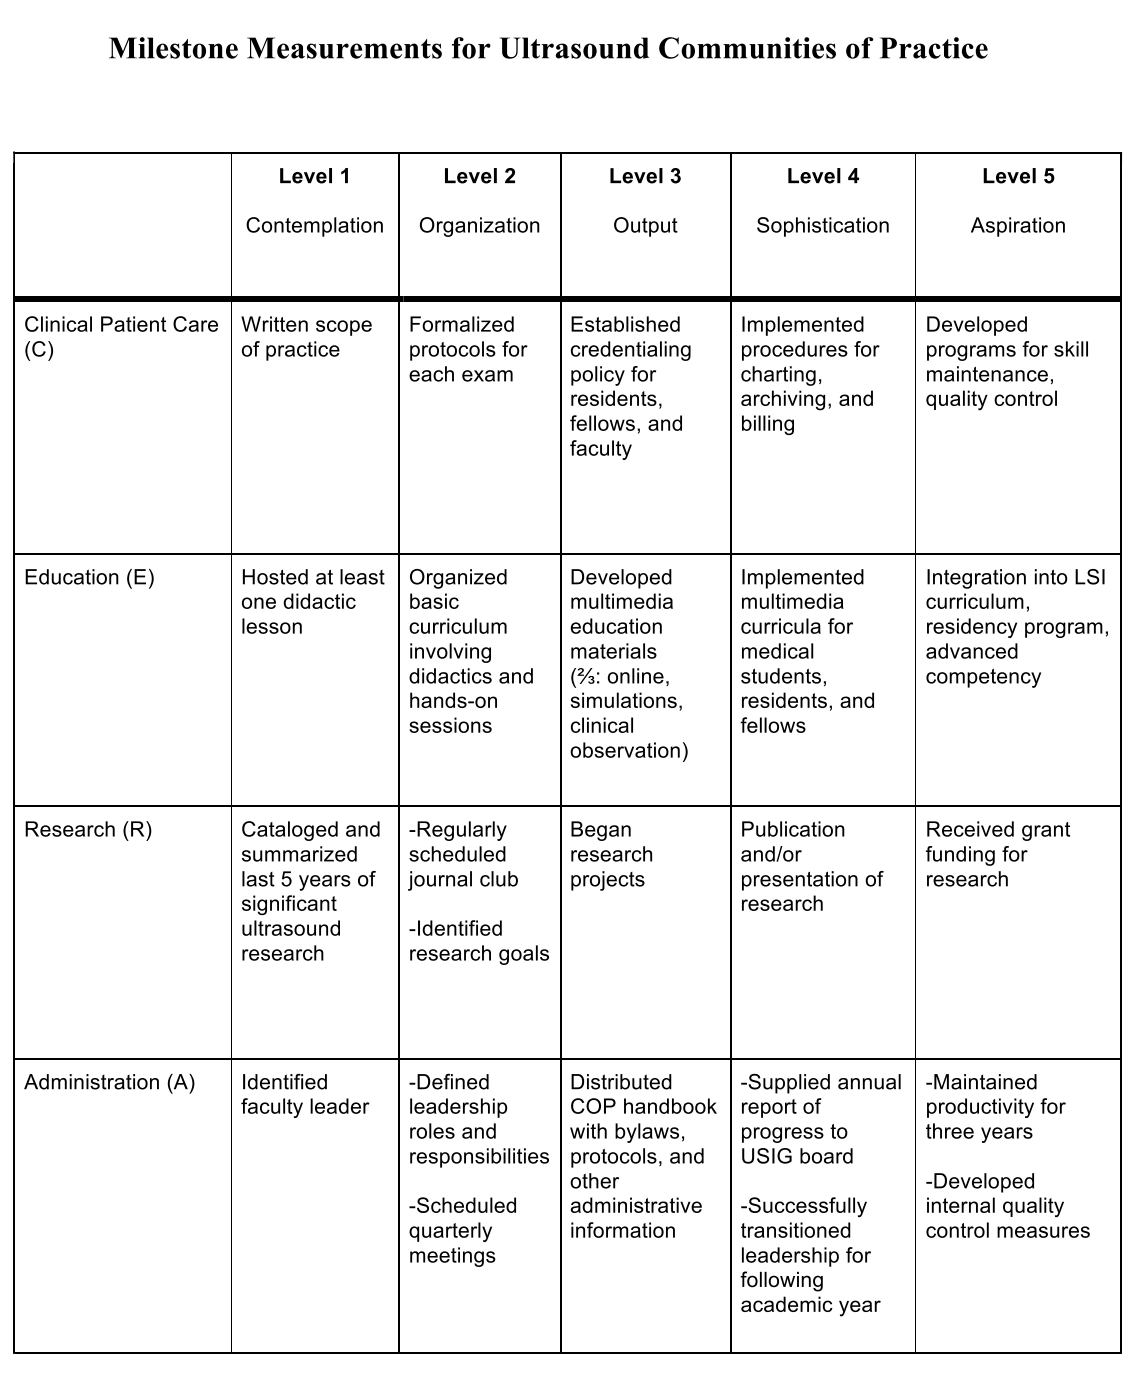 Milestone Measurements for Ultrasound Communities of Practice
Level 1
Contemplation
Level 2
Organization
Level 3
Output
Level 4
Sophistication
Level 5
Aspiration
Clinical Patient Care
(C)
Written scope
of practice
Formalized
protocols for
each exam
Established
credentialing
policy for
residents,
fellows, and
faculty
Implemented
procedures for
charting,
archiving, and
billing
Developed
programs for skill
maintenance,
quality control
Education (E)
Hosted at least
one didactic
lesson
Organized
basic
curriculum
involving
didactics and
hands-on
sessions
Developed
multimedia
education
materials
(⅔: online,
simulations,
clinical
observation)
Implemented
multimedia
curricula for
medical
students,
residents, and
fellows
Integration into LSI
curriculum,
residency program,
advanced
competency
Research (R)
Cataloged and
summarized
last 5 years of
significant
ultrasound
research
-Regularly
scheduled
journal club
-Identified
research goals
Began
research
projects
Publication
and/or
presentation of
research
Received grant
funding for
research
Administration (A)
Identified
faculty leader
-Defined
leadership
roles and
responsibilities
-Scheduled
quarterly
meetings
Distributed
COP handbook
with bylaws,
protocols, and
other
administrative
information
-Supplied annual
report of
progress to
USIG board
-Successfully
transitioned
leadership for
following
academic year
-Maintained
productivity for
three years
-Developed
internal quality
control measures